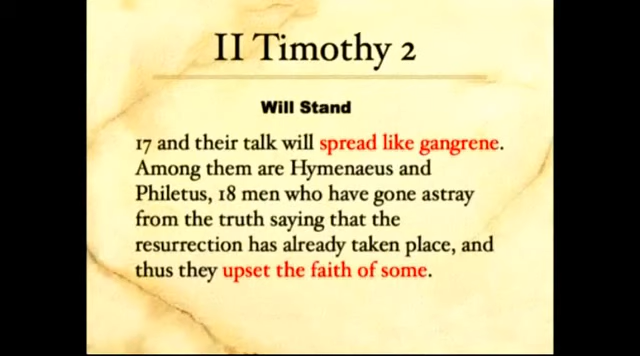 II Timothy 2
Will Stand
17 and their talk will spread like gangrene.
Among them are Hymenaeus and
Philetus, 18 men who have gone astray
from the truth saying that the
resurrection has already taken place, and
thus they upset the faith of some.